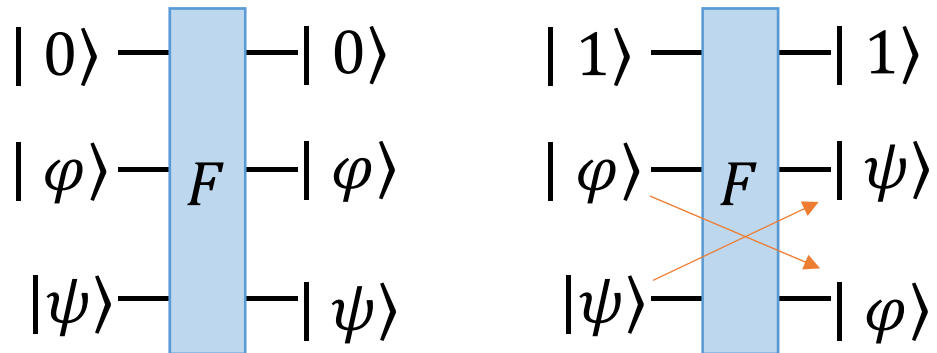 | 0⟩ | 0⟩ | 1⟩ | 1⟩
| φ⟩ F | φ⟩ | φ⟩ F | ψ⟩
|ψ⟩ | ψ⟩ |ψ⟩ | φ⟩